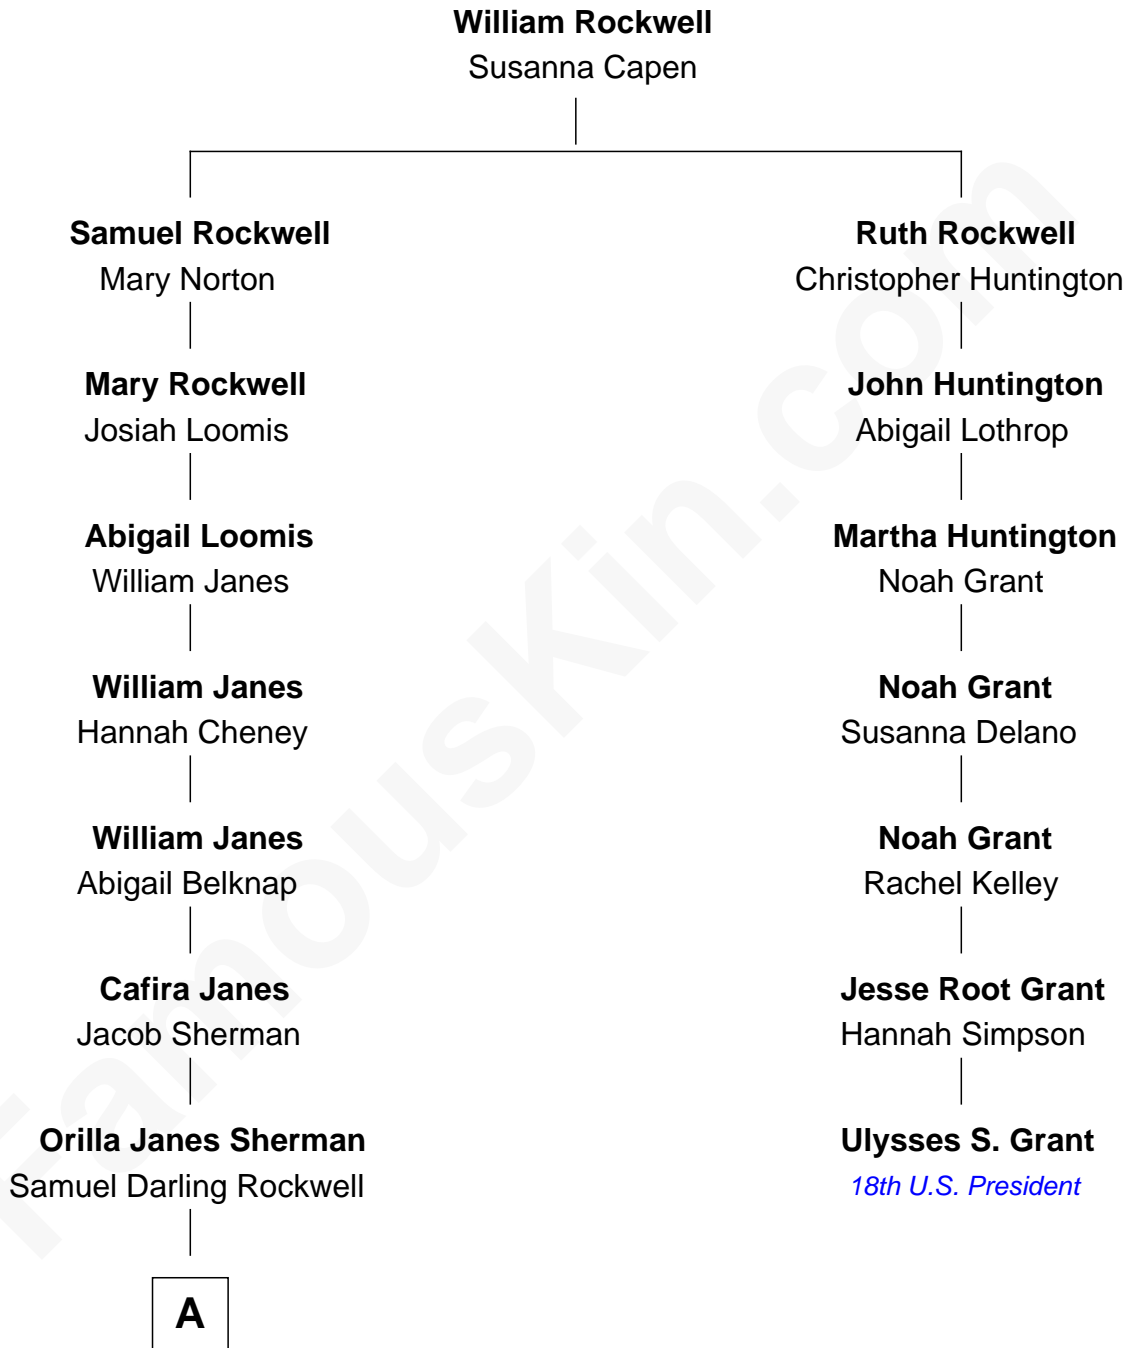 William Rockwell
Susanna Capen
Samuel Rockwell
Mary Norton
Ruth Rockwell
Christopher Huntington
Mary Rockwell
Josiah Loomis
John Huntington
Abigail Lothrop
Abigail Loomis
William Janes
Martha Huntington
Noah Grant
William Janes
Hannah Cheney
Noah Grant
Susanna Delano
William Janes
Abigail Belknap
Noah Grant
Rachel Kelley
Cafira Janes
Jacob Sherman
Jesse Root Grant
Hannah Simpson
Orilla Janes Sherman
Samuel Darling Rockwell
Ulysses S. Grant
18th U.S. President
A
FamousKin.com